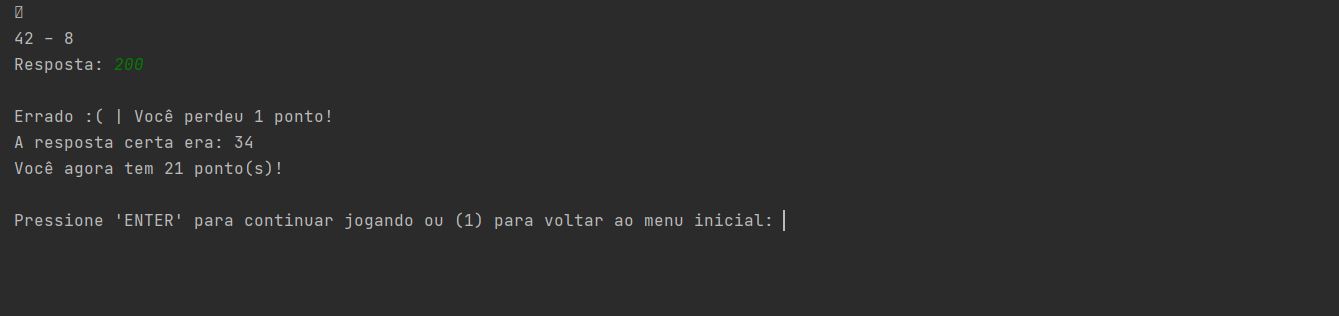 42 - 8
Resposta: 200
Errado :( | Você perdeu 1 ponto!
A resposta certa era: 34
Você agora tem 21 ponto(s)!
Pressione 'ENTER' para continuar jogando ou (1) para voltar ao menu inicial: